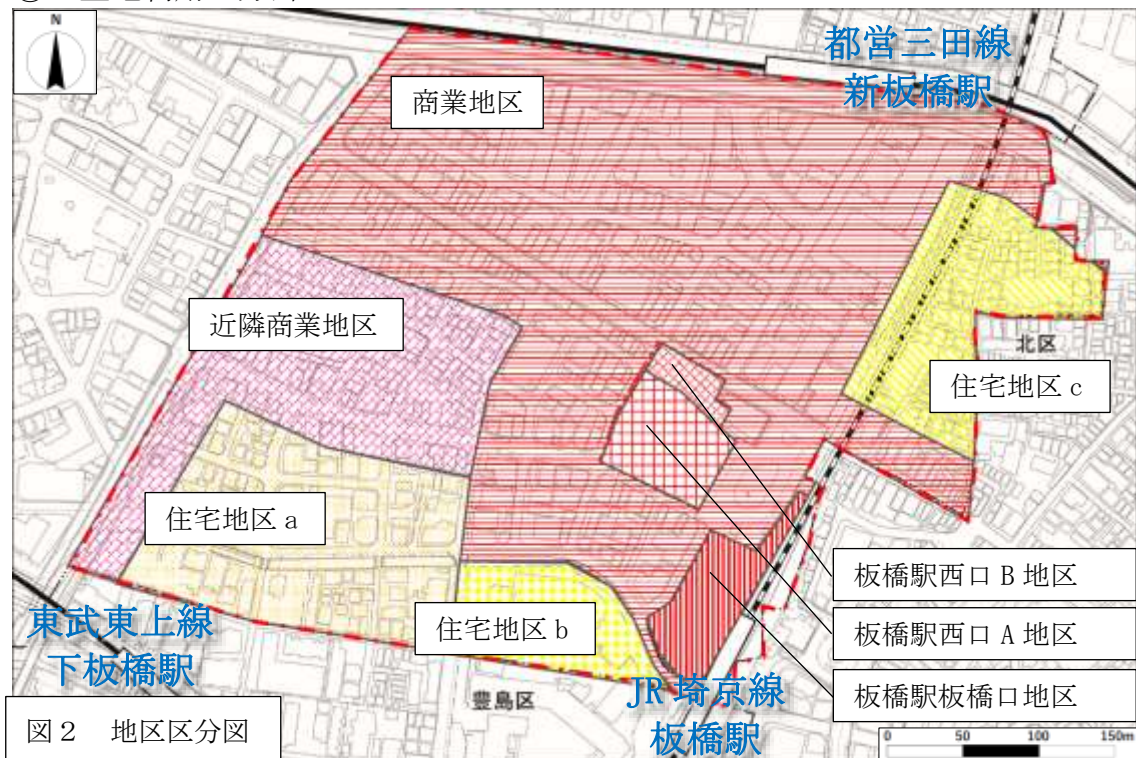 N
都営三田線
新板橋駅
商業地区
近隣商業地区
北区
住宅地区 c
住宅地区 a
板橋駅西口 B 地区
住宅地区 b
板橋駅西口 A 地区
東武東上線
下板橋駅
豊島区
JR 埼京線
板橋駅
板橋駅板橋口地区
図2 地区区分図
0 50 100 150m